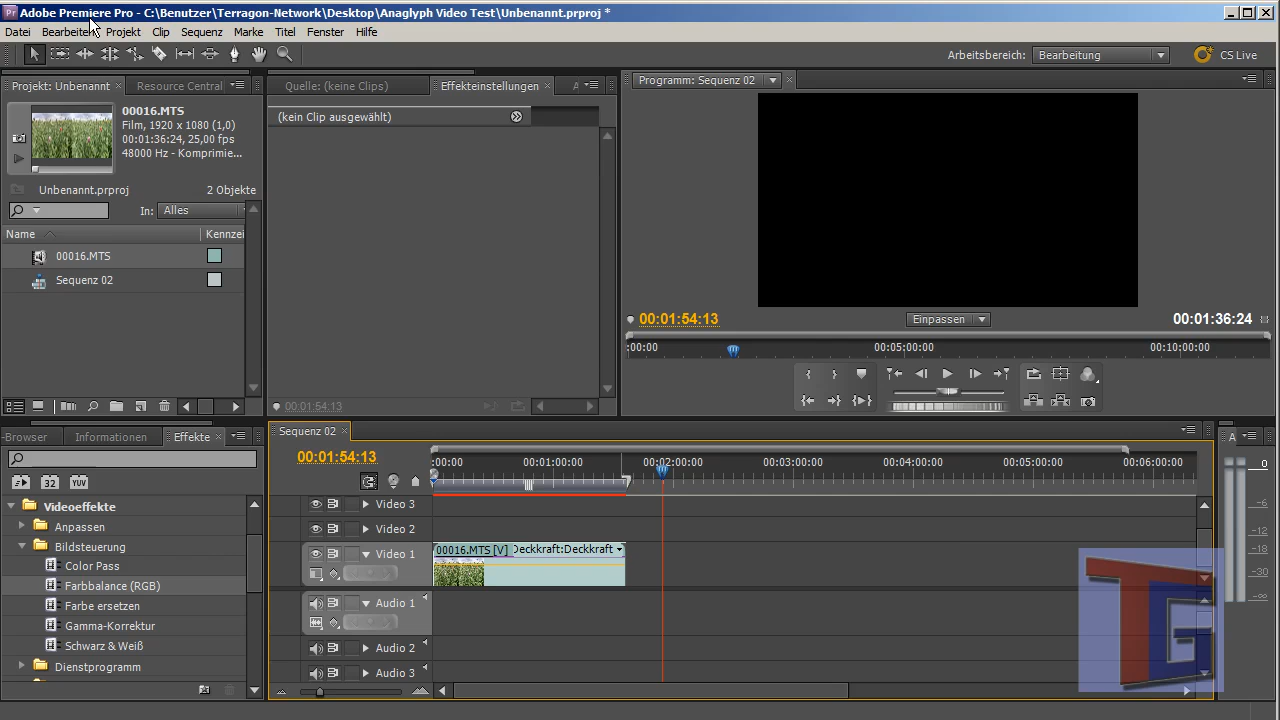 Adobe Premiere Pro - C:\Benutzer\Terragon-Network\Desktop\Anaglyph Video Test\Unbenannt.prproj *
Datei Bearbeiten Projekt Clip Sequenz Marke Titel Fenster Hilfe
Arbeitsbereich: Bearbeitung CS Live
Projekt: Unbenannt × Resource Central
00016.MTS
Film, 1920 x 1080 (1,0)
00:01:36:24, 25,00 fps
48000 Hz - Komprimie...
Unbenannt.prproj 2 Objekte
In: Alles
Name Kennzei
00016.MTS
Sequenz 02
Quelle: (keine Clips) Effekteinstellungen × A
(kein Clip ausgewählt)
00:01:54:13
Programm: Sequenz 02 ×
00:01:54:13 Einpassen 00:01:36:24
:00:00 00:05:00:00 00:10:00:00
Browser Informationen Effekte ×
32 YUV
Videoeffekte
Anpassen
Bildsteuerung
Color Pass
Farbbalance (RGB)
Farbe ersetzen
Gamma-Korrektur
Schwarz & Weiß
Dienstprogramm
Sequenz 02 ×
00:01:54:13
:00:00 00:01:00:00 00:02:00:00 00:03:00:00 00:04:00:00 00:05:00:00 00:06:00:00
Video 3
Video 2
Video 1
00016.MTS [V] Deckkraft:Deckkraft
Audio 1
Audio 2
Audio 3
A
0
-6
-12
-18
-30
-∞
TG